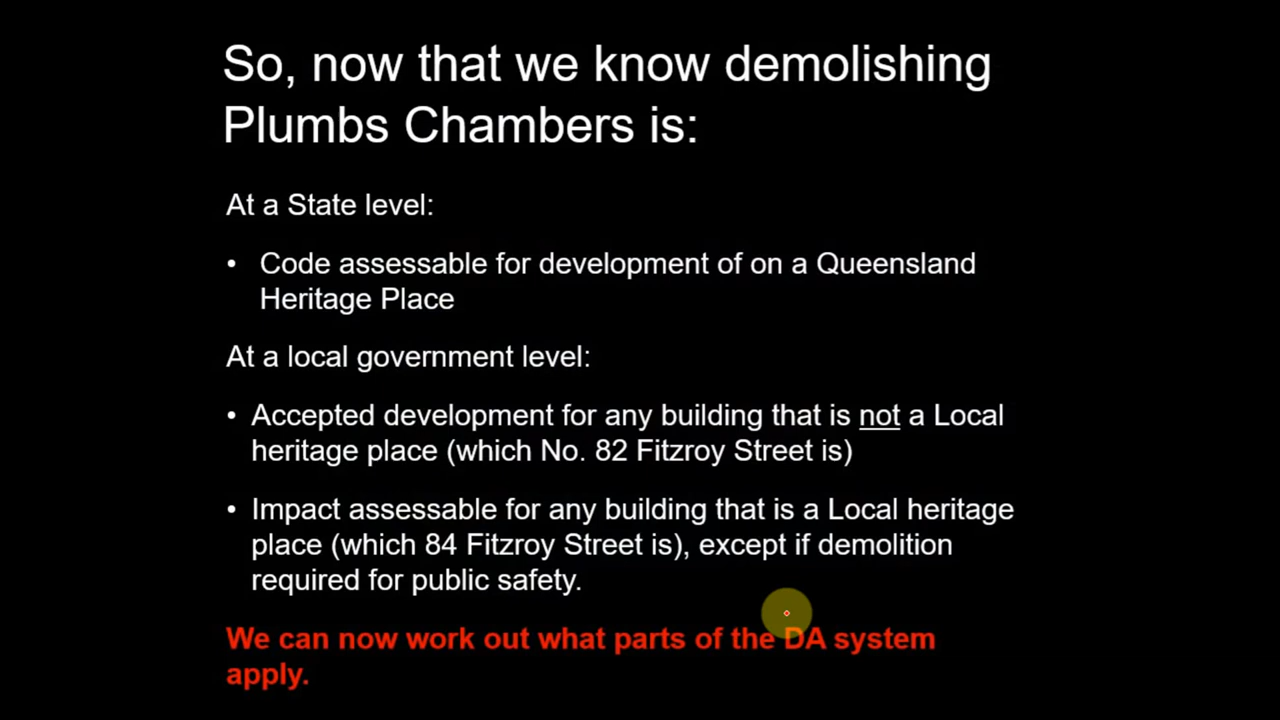 So, now that we know demolishing
Plumbs Chambers is:
At a State level:
• Code assessable for development of on a Queensland
Heritage Place
At a local government level:
• Accepted development for any building that is not a Local
heritage place (which No. 82 Fitzroy Street is)
• Impact assessable for any building that is a Local heritage
place (which 84 Fitzroy Street is), except if demolition
required for public safety.
We can now work out what parts of the DA system
apply.